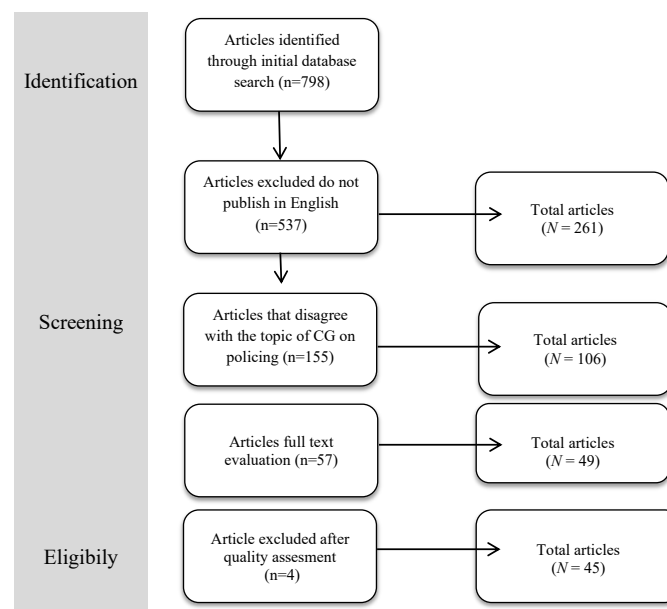 Identification
Articles identified
through initial database
search (n=798)
Articles excluded do not
publish in English
(n=537)
Total articles
(N = 261)
Screening
Articles that disagree
with the topic of CG on
policing (n=155)
Total articles
(N = 106)
Articles full text
evaluation (n=57)
Total articles
(N = 49)
Eligibily
Article excluded after
quality assesment
(n=4)
Total articles
(N = 45)